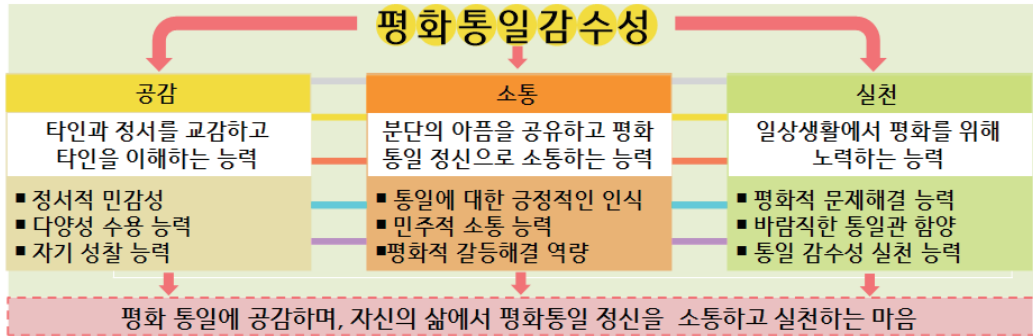 평화통일감수성
공감
타인과 정서를 교감하고
타인을 이해하는 능력
■ 정서적 민감성
■ 다양성 수용 능력
■ 자기 성찰 능력
소통
분단의 아픔을 공유하고 평화
통일 정신으로 소통하는 능력
■ 통일에 대한 긍정적인 인식
■ 민주적 소통 능력
■평화적 갈등해결 역량
실천
일상생활에서 평화를 위해
노력하는 능력
■ 평화적 문제해결 능력
■ 바람직한 통일관 함양
■ 통일 감수성 실천 능력
평화 통일에 공감하며, 자신의 삶에서 평화통일 정신을 소통하고 실천하는 마음